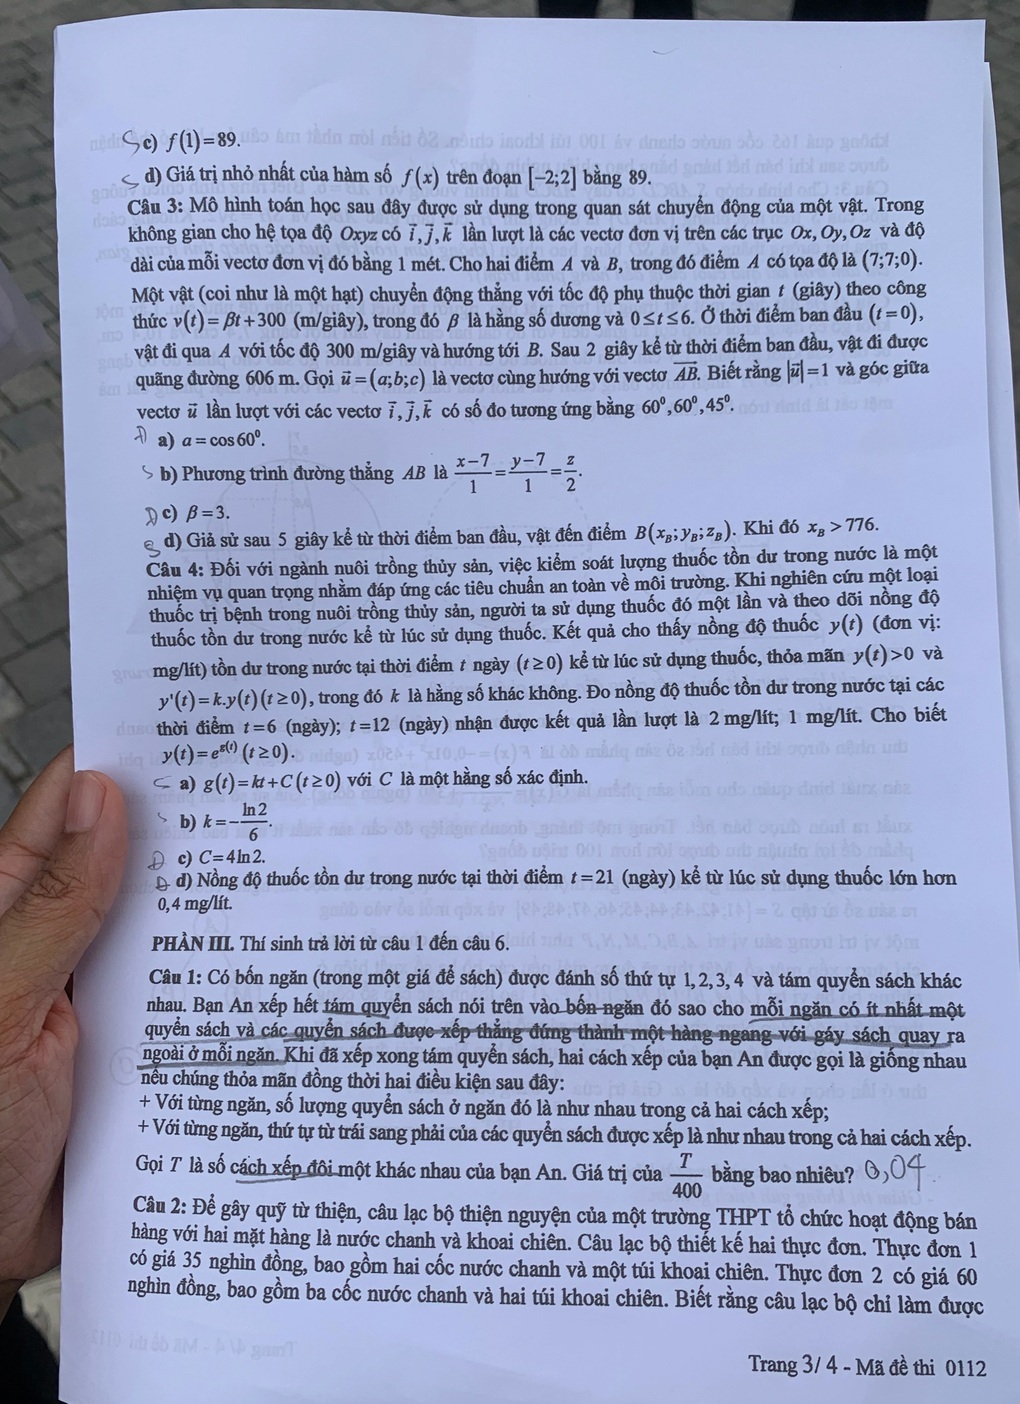 S c) f(1)=89.
S d) Giá trị nhỏ nhất của hàm số f(x) trên đoạn [−2;2] bằng 89.
Câu 3: Mô hình toán học sau đây được sử dụng trong quan sát chuyển động của một vật. Trong
không gian cho hệ tọa độ Oxyz có i⃗, j⃗, k⃗ lần lượt là các vectơ đơn vị trên các trục Ox, Oy, Oz và độ
dài của mỗi vectơ đơn vị đó bằng 1 mét. Cho hai điểm A và B, trong đó điểm A có tọa độ là (7;7;0).
Một vật (coi như là một hạt) chuyển động thẳng với tốc độ phụ thuộc thời gian t (giây) theo công
thức v(t) = βt + 300 (m/giây), trong đó β là hằng số dương và 0 ≤ t ≤ 6. Ở thời điểm ban đầu (t = 0),
vật đi qua A với tốc độ 300 m/giây và hướng tới B. Sau 2 giây kể từ thời điểm ban đầu, vật đi được
quãng đường 606 m. Gọi u⃗ = (a;b;c) là vectơ cùng hướng với vectơ AB⃗. Biết rằng |u⃗| = 1 và góc giữa
vectơ u⃗ lần lượt với các vectơ i⃗, j⃗, k⃗ có số đo tương ứng bằng 60⁰, 60⁰, 45⁰.
Đ a) a = cos60⁰.
S b) Phương trình đường thẳng AB là (x−7)/1 = (y−7)/1 = z/2.
Đ c) β = 3.
S d) Giả sử sau 5 giây kể từ thời điểm ban đầu, vật đến điểm B(x_B; y_B; z_B). Khi đó x_B > 776.
Câu 4: Đối với ngành nuôi trồng thủy sản, việc kiểm soát lượng thuốc tồn dư trong nước là một
nhiệm vụ quan trọng nhằm đáp ứng các tiêu chuẩn an toàn về môi trường. Khi nghiên cứu một loại
thuốc trị bệnh trong nuôi trồng thủy sản, người ta sử dụng thuốc đó một lần và theo dõi nồng độ
thuốc tồn dư trong nước kể từ lúc sử dụng thuốc. Kết quả cho thấy nồng độ thuốc y(t) (đơn vị:
mg/lít) tồn dư trong nước tại thời điểm t ngày (t ≥ 0) kể từ lúc sử dụng thuốc, thỏa mãn y(t) > 0 và
y'(t) = k.y(t) (t ≥ 0), trong đó k là hằng số khác không. Đo nồng độ thuốc tồn dư trong nước tại các
thời điểm t = 6 (ngày); t = 12 (ngày) nhận được kết quả lần lượt là 2 mg/lít; 1 mg/lít. Cho biết
y(t) = e^{g(t)} (t ≥ 0).
a) g(t) = kt + C (t ≥ 0) với C là một hằng số xác định.
S b) k = −ln2/6.
Đ c) C = 4ln2.
Đ d) Nồng độ thuốc tồn dư trong nước tại thời điểm t = 21 (ngày) kể từ lúc sử dụng thuốc lớn hơn
0,4 mg/lít.
PHẦN III. Thí sinh trả lời từ câu 1 đến câu 6.
Câu 1: Có bốn ngăn (trong một giá để sách) được đánh số thứ tự 1, 2, 3, 4 và tám quyển sách khác
nhau. Bạn An xếp hết tám quyển sách nói trên vào bốn ngăn đó sao cho mỗi ngăn có ít nhất một
quyển sách và các quyển sách được xếp thẳng đứng thành một hàng ngang với gáy sách quay ra
ngoài ở mỗi ngăn. Khi đã xếp xong tám quyển sách, hai cách xếp của bạn An được gọi là giống nhau
nếu chúng thỏa mãn đồng thời hai điều kiện sau đây:
+ Với từng ngăn, số lượng quyển sách ở ngăn đó là như nhau trong cả hai cách xếp;
+ Với từng ngăn, thứ tự từ trái sang phải của các quyển sách được xếp là như nhau trong cả hai cách xếp.
Gọi T là số cách xếp đôi một khác nhau của bạn An. Giá trị của T/400 bằng bao nhiêu? 0,04
Câu 2: Để gây quỹ từ thiện, câu lạc bộ thiện nguyện của một trường THPT tổ chức hoạt động bán
hàng với hai mặt hàng là nước chanh và khoai chiên. Câu lạc bộ thiết kế hai thực đơn. Thực đơn 1
có giá 35 nghìn đồng, bao gồm hai cốc nước chanh và một túi khoai chiên. Thực đơn 2 có giá 60
nghìn đồng, bao gồm ba cốc nước chanh và hai túi khoai chiên. Biết rằng câu lạc bộ chỉ làm được
Trang 3/ 4 - Mã đề thi 0112